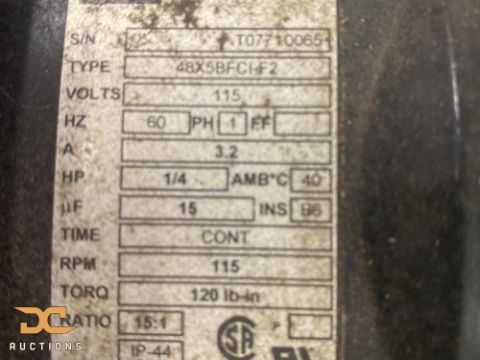 S/N T07710065
TYPE 48X5BFCI-F2
VOLTS 115
HZ 60 PH 1 FF
A 3.2
HP 1/4 AMB°C 40
µF 15 INS
TIME CONT
RPM 115
TORQ 120 lb-in
RATIO 15:1 P
IP-44
DC
AUCTIONS